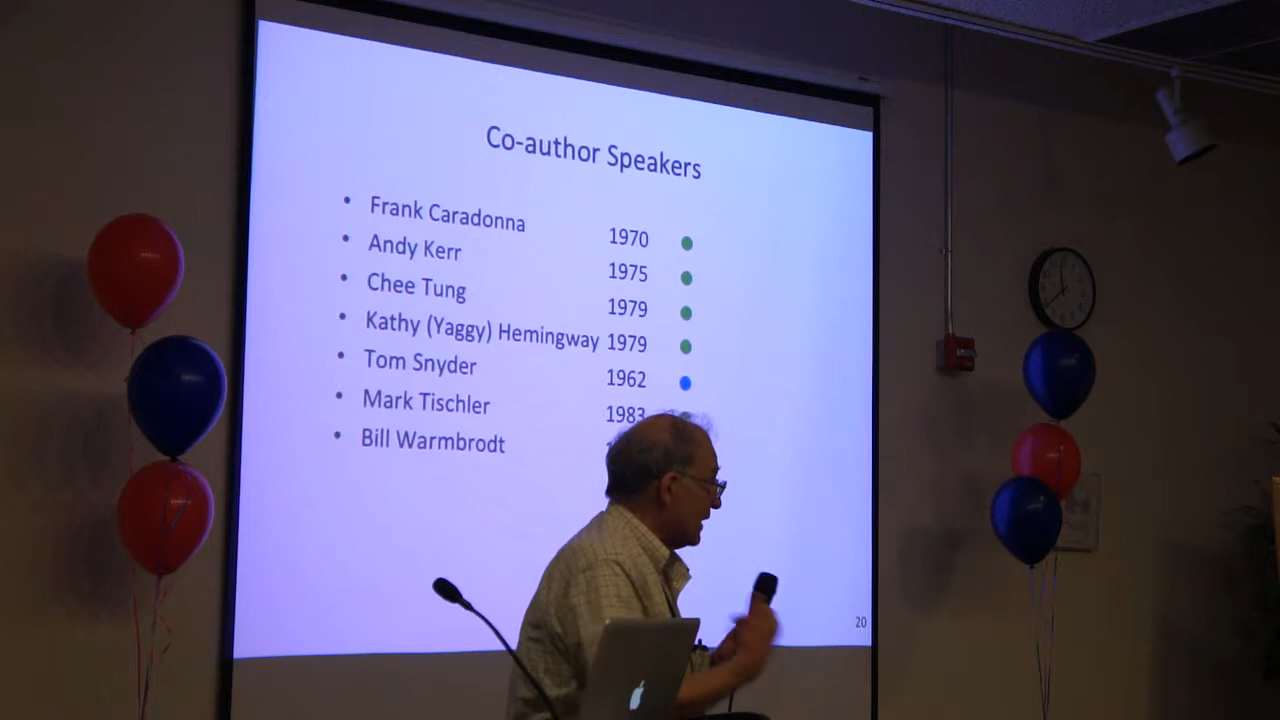 Co-author Speakers
• Frank Caradonna 1970
• Andy Kerr 1975
• Chee Tung 1979
• Kathy (Yaggy) Hemingway 1979
• Tom Snyder 1962
• Mark Tischler 1983
• Bill Warmbrodt
20